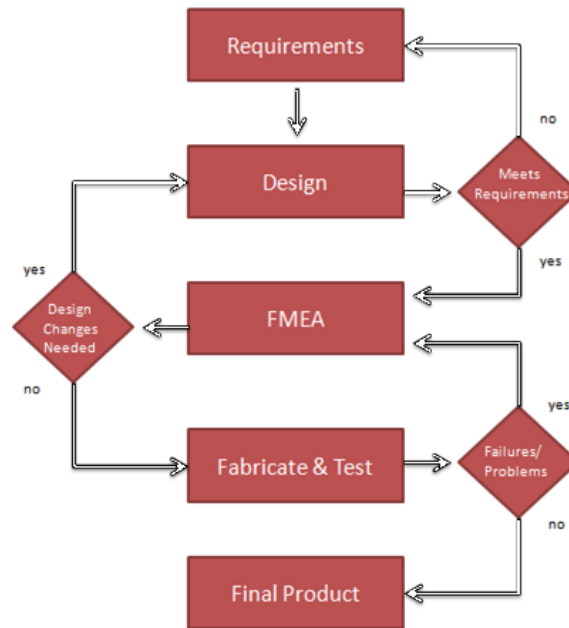 Requirements
no
Design
Meets
Requirements
yes
yes
FMEA
Design
Changes
Needed
no
yes
Fabricate & Test
Failures/
Problems
no
Final Product